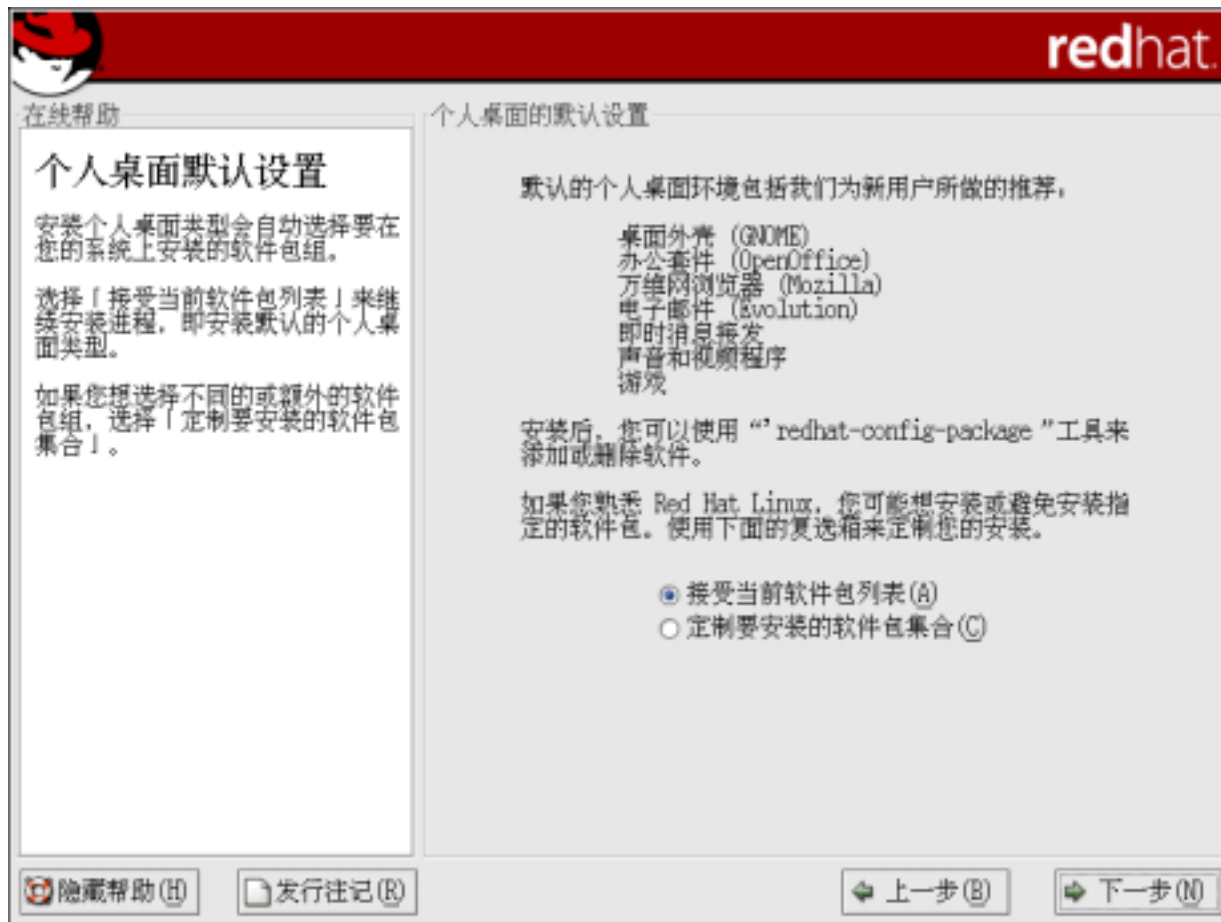 redhat.
在线帮助
个人桌面默认设置
安装个人桌面类型会自动选择要在
您的系统上安装的软件包组。
选择「接受当前软件包列表」来继
续安装进程，即安装默认的个人桌
面类型。
如果您想选择不同的或额外的软件
包组，选择「定制要安装的软件包
集合」。
个人桌面的默认设置
默认的个人桌面环境包括我们为新用户所做的推荐：
桌面外壳 (GNOME)
办公套件 (OpenOffice)
万维网浏览器 (Mozilla)
电子邮件 (Evolution)
即时消息接发
声音和视频程序
游戏
安装后，您可以使用 “’redhat-config-package ”工具来
添加或删除软件。
如果您熟悉 Red Hat Linux，您可能想安装或避免安装指
定的软件包。使用下面的复选箱来定制您的安装。
接受当前软件包列表(A)
定制要安装的软件包集合(C)
隐藏帮助(H)
发行注记(R)
上一步(B)
下一步(N)